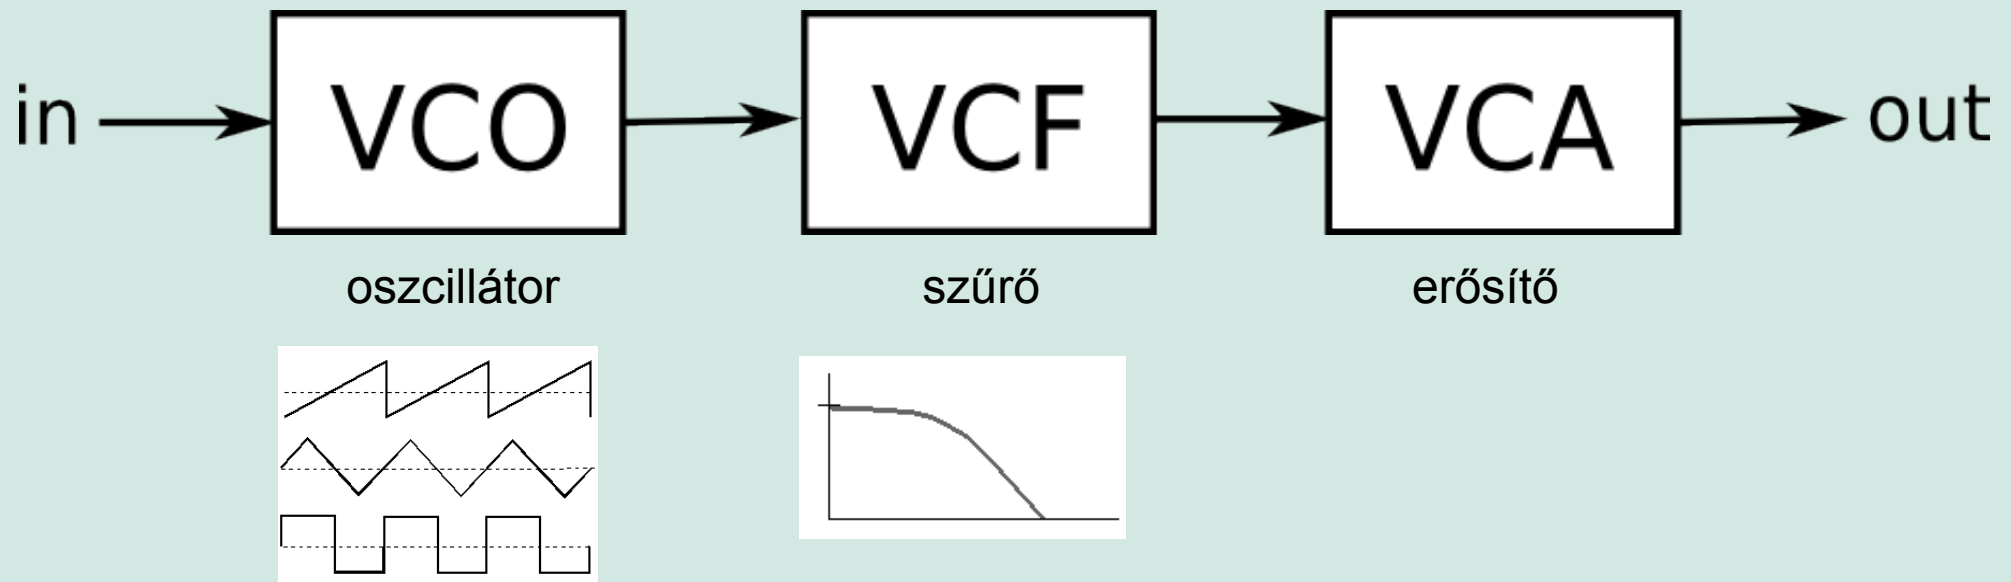 in VCO VCF VCA out
oszcillátor szűrő erősítő